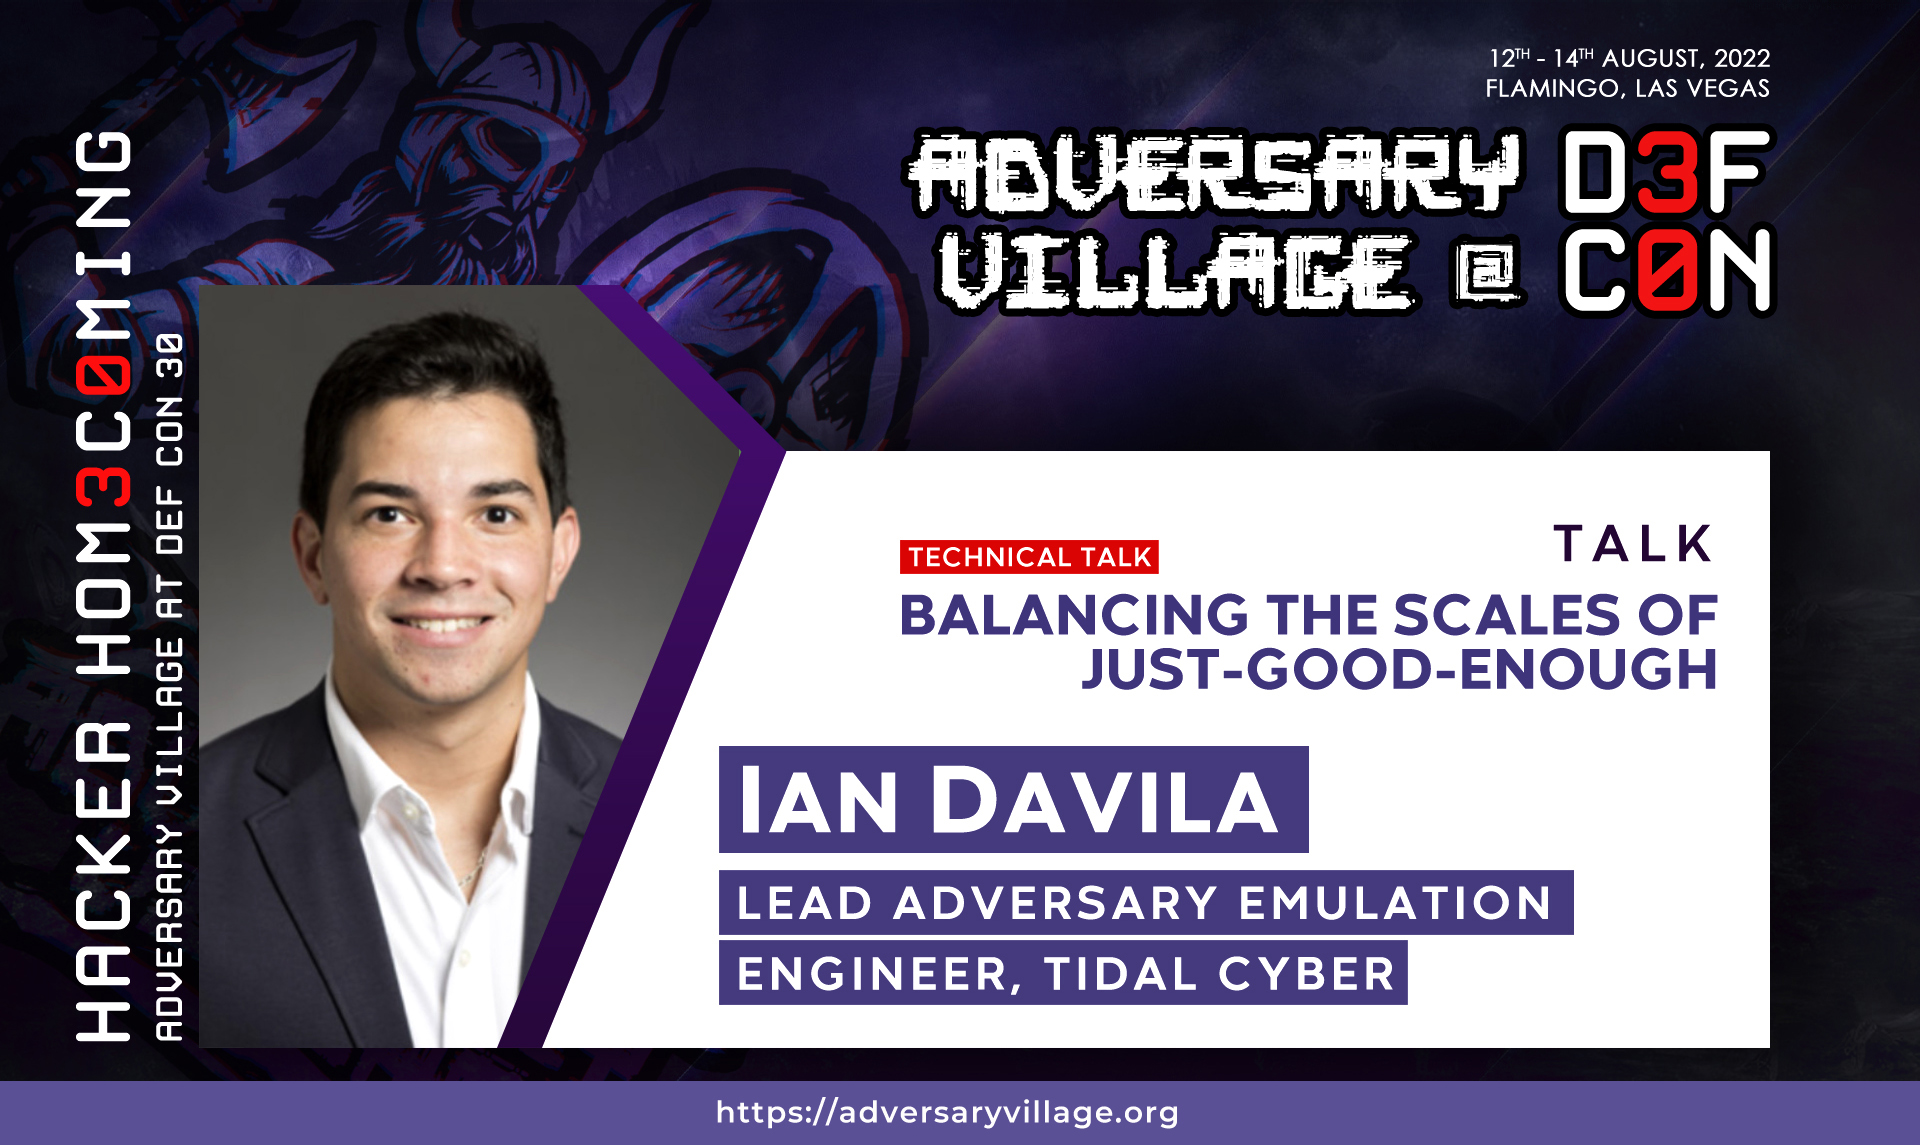 12TH - 14TH AUGUST, 2022
FLAMINGO, LAS VEGAS
ADVERSARY D3F
VILLAGE @ C0N
HACKER HOM3C0MING
ADVERSARY VILLAGE AT DEF CON 30
TALK
TECHNICAL TALK
BALANCING THE SCALES OF
JUST-GOOD-ENOUGH
IAN DAVILA
LEAD ADVERSARY EMULATION
ENGINEER, TIDAL CYBER
https://adversaryvillage.org